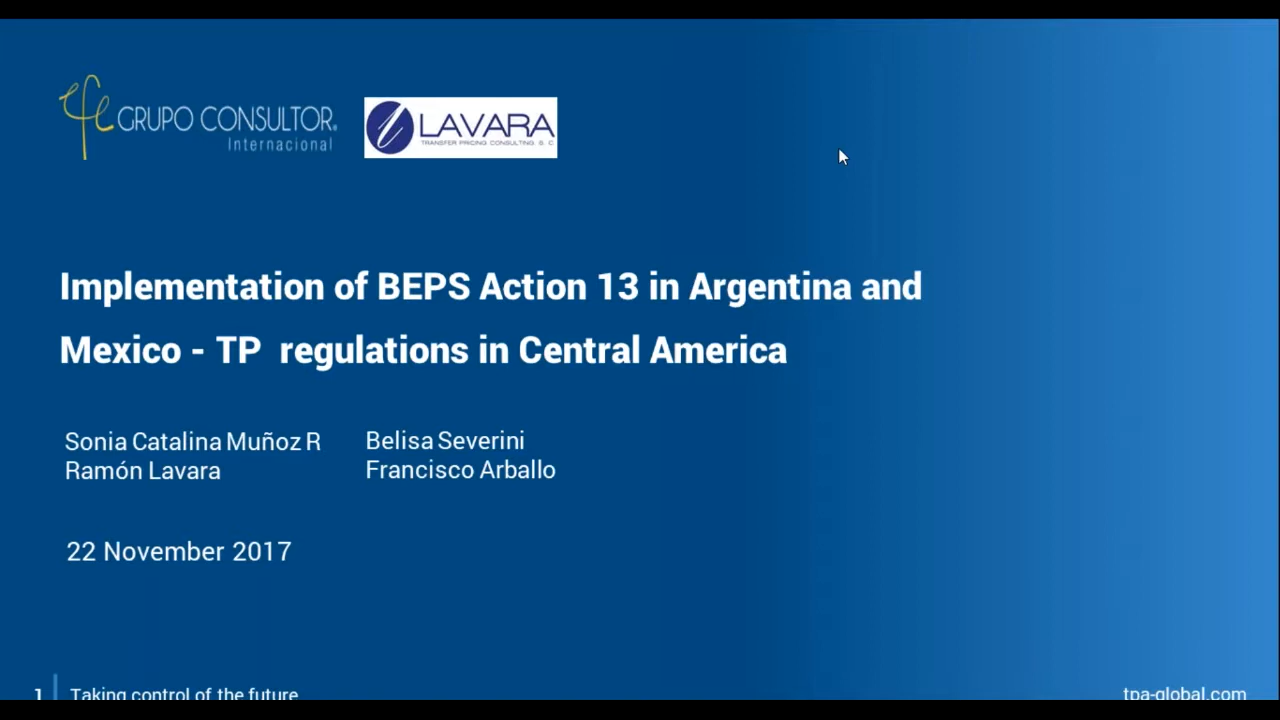 efe GRUPO CONSULTOR®
Internacional
LAVARA
TRANSFER PRICING CONSULTING, S. C
Implementation of BEPS Action 13 in Argentina and
Mexico - TP  regulations in Central America
Sonia Catalina Muñoz R
Ramón Lavara
Belisa Severini
Francisco Arballo
22 November 2017
1 Taking control of the future
tpa-global.com